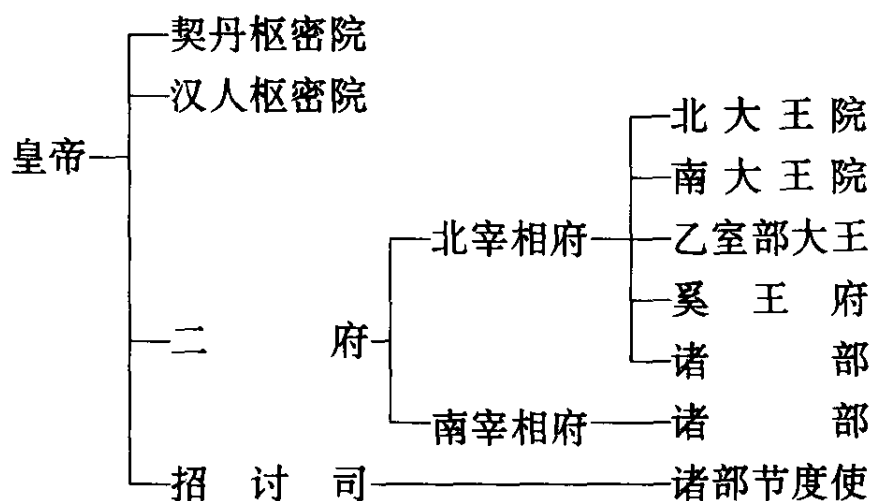 契丹枢密院
汉人枢密院
皇帝
北大王院
南大王院
北宰相府
乙室部大王
奚王府
二府
诸部
南宰相府
诸部
招讨司
诸部节度使